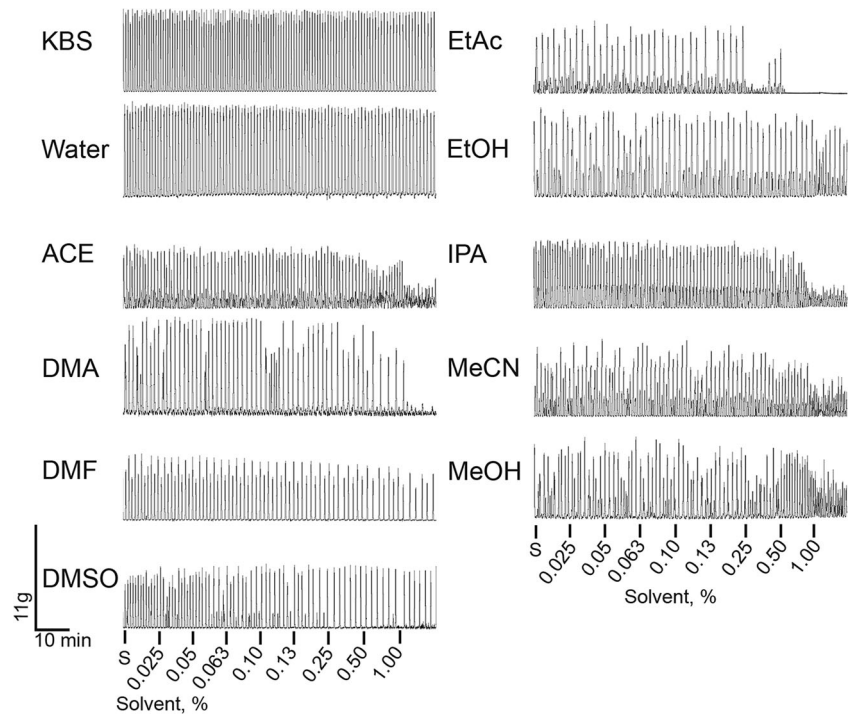 KBS
Water
ACE
DMA
DMF
DMSO
11g
10 min
S
0.025
0.05
0.063
0.10
0.13
0.25
0.50
1.00
Solvent, %
EtAc
EtOH
IPA
MeCN
MeOH
S
0.025
0.05
0.063
0.10
0.13
0.25
0.50
1.00
Solvent, %